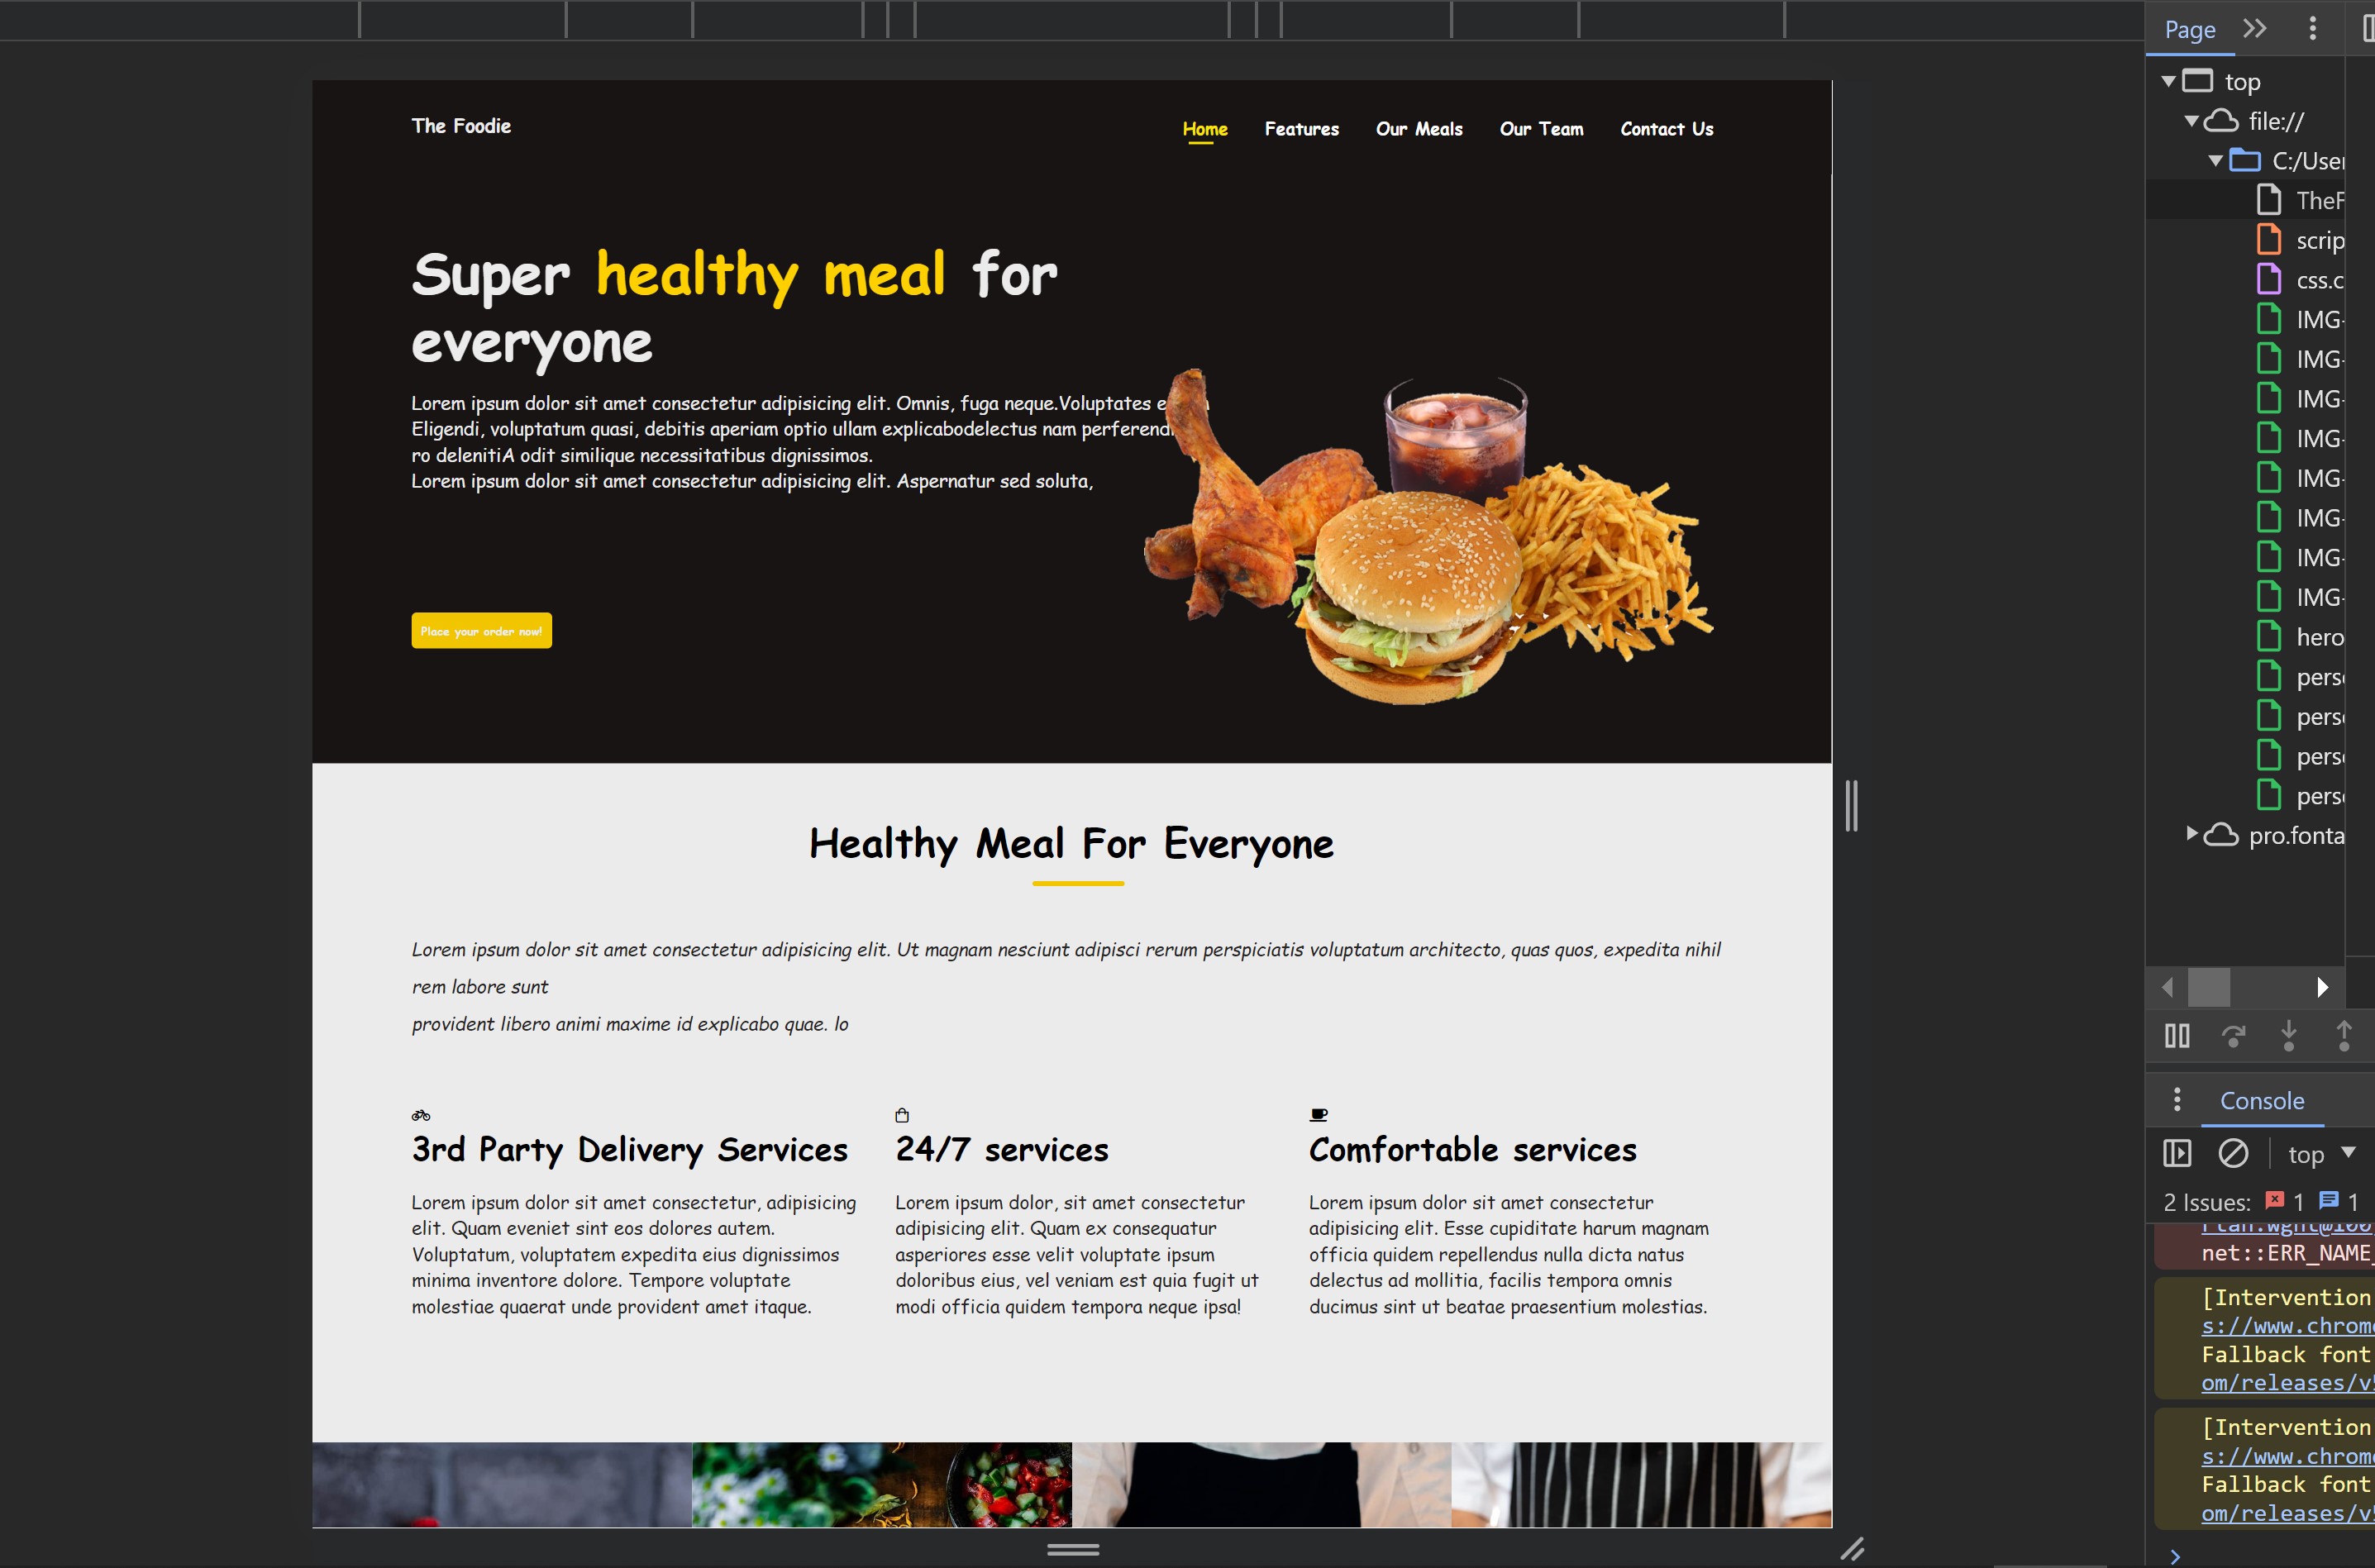 The Foodie
Home Features Our Meals Our Team Contact Us
Super healthy meal for
everyone
Lorem ipsum dolor sit amet consectetur adipisicing elit. Omnis, fuga neque.Voluptates
Eligendi, voluptatum quasi, debitis aperiam optio ullam explicabodelectus nam
ro delenitiA odit similique necessitatibus dignissimos.
Lorem ipsum dolor sit amet consectetur adipisicing elit. Aspernatur sed soluta,
Place your order now!
Healthy Meal For Everyone
Lorem ipsum dolor sit amet consectetur adipisicing elit. Ut magnam nesciunt adipisci rerum perspiciatis voluptatum architecto, quas quos, expedita nihil
rem labore sunt
provident libero animi maxime id explicabo quae. lo
3rd Party Delivery Services
Lorem ipsum dolor sit amet consectetur, adipisicing
elit. Quam eveniet sint eos dolores autem.
Voluptatum, voluptatem expedita eius dignissimos
minima inventore dolore. Tempore voluptate
molestiae quaerat unde provident amet itaque.
24/7 services
Lorem ipsum dolor, sit amet consectetur
adipisicing elit. Quam ex consequatur
asperiores esse velit voluptate ipsum
doloribus eius, vel veniam est quia fugit ut
modi officia quidem tempora neque ipsa!
Comfortable services
Lorem ipsum dolor sit amet consectetur
adipisicing elit. Esse cupiditate harum magnam
officia quidem repellendus nulla dicta natus
delectus ad mollitia, facilis tempora omnis
ducimus sint ut beatae praesentium molestias.
Page
top
file://
C:/User
TheF
scrip
css.c
IMG-
IMG-
IMG-
IMG-
IMG-
IMG-
IMG-
IMG-
hero
perso
perso
perso
perso
pro.fonta
Console
top
2 Issues: 1 1
net::ERR_NAME_
[Intervention
s://www.chrome
Fallback font
om/releases/v5
[Intervention
s://www.chrome
Fallback font
om/releases/v5